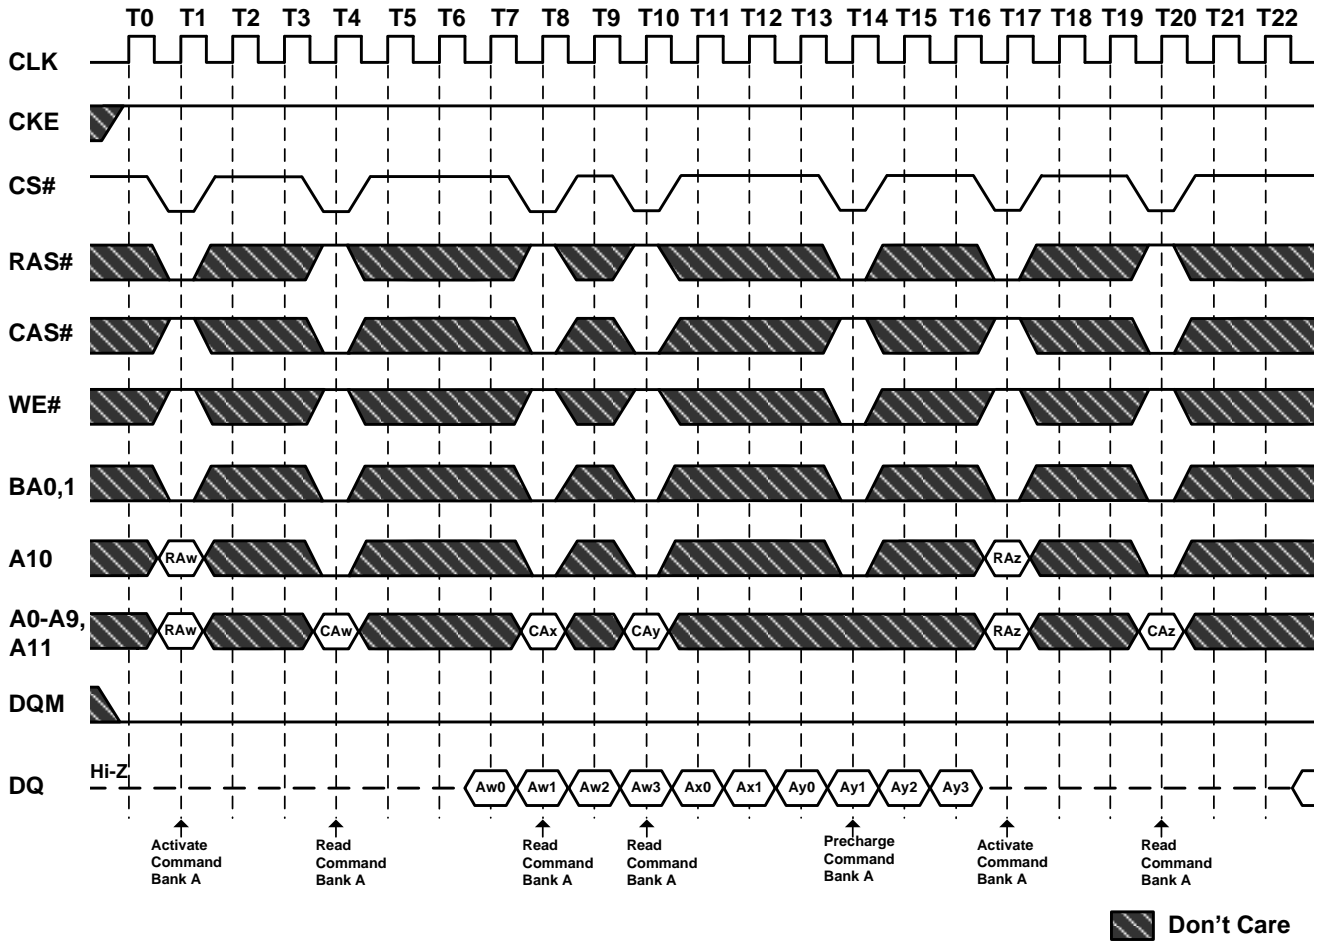 T0 T1 T2 T3 T4 T5 T6 T7 T8 T9 T10 T11 T12 T13 T14 T15 T16 T17 T18 T19 T20 T21 T22
CLK
CKE
CS#
RAS#
CAS#
WE#
BA0,1
A10 RAw RAz
A0-A9,
A11
RAw CAw CAx CAy RAz CAz
DQM
Hi-Z
DQ Aw0 Aw1 Aw2 Aw3 Ax0 Ax1 Ay0 Ay1 Ay2 Ay3
Activate
Command
Bank A
Read
Command
Bank A
Read
Command
Bank A
Read
Command
Bank A
Precharge
Command
Bank A
Activate
Command
Bank A
Read
Command
Bank A
Don't Care